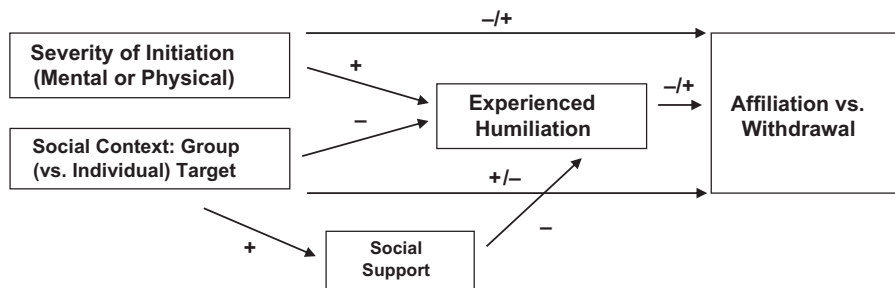 –/+
Severity of Initiation
(Mental or Physical)
+
–/+
Experienced
Humiliation
Affiliation vs.
Withdrawal
–
Social Context: Group
(vs. Individual) Target
+/–
+
–
Social
Support